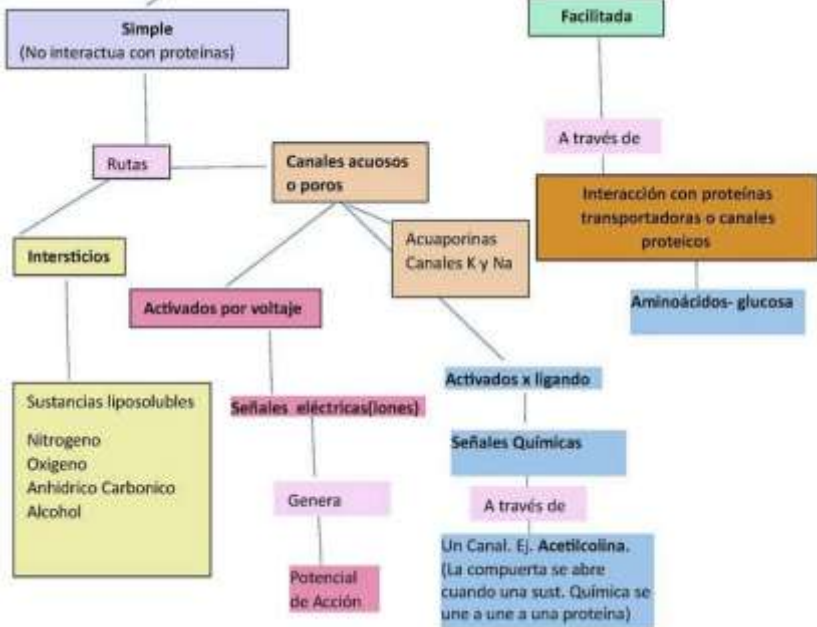 Simple
(No interactua con proteínas)
Facilitada
A través de
Rutas
Canales acuosos
o poros
Interacción con proteínas
transportadoras o canales
proteicos
Intersticios
Acuaporinas
Canales K y Na
Activados por voltaje
Aminoácidos- glucosa
Activados x ligando
Sustancias liposolubles
Nitrogeno
Oxigeno
Anhidrico Carbonico
Alcohol
Señales eléctricas(iones)
Señales Químicas
Genera
A través de
Potencial
de Acción
Un Canal. Ej. Acetilcolina.
(La compuerta se abre
cuando una sust. Química se
une a une a una proteína)